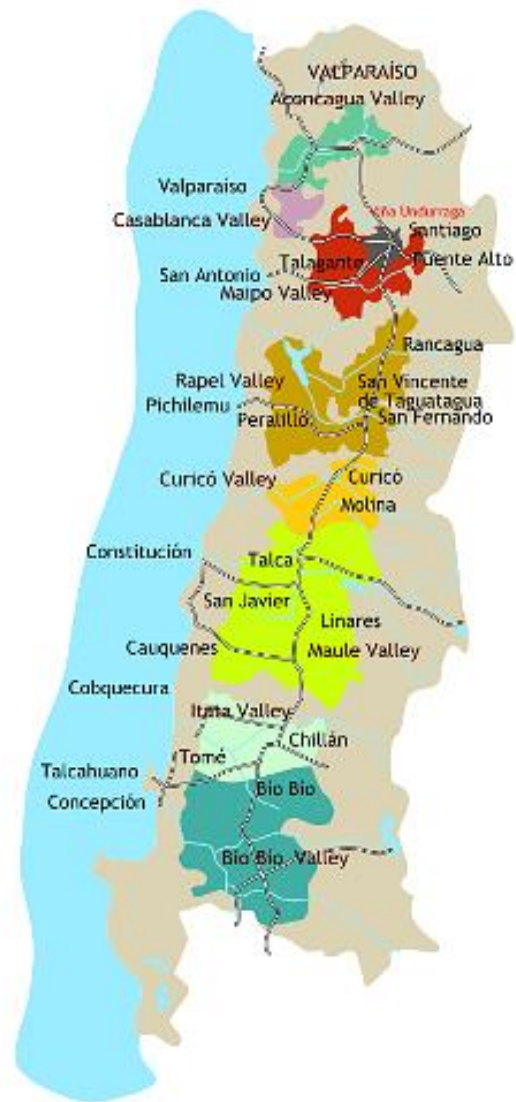 VALPARAÍSO
Aconcagua Valley
Valparaíso
Casablanca Valley
Undurraga
Santiago
Talagante
Puente Alto
San Antonio
Maipo Valley
Rancagua
Rapel Valley
San Vincente
de Taguatagua
Pichilemu
Peralillo
San Fernando
Curicó Valley
Curicó
Molina
Constitución
Talca
San Javier
Linares
Cauquenes
Maule Valley
Cobquecura
Itata Valley
Chillán
Tomé
Talcahuano
Bio Bio
Concepción
Bio Bio Valley